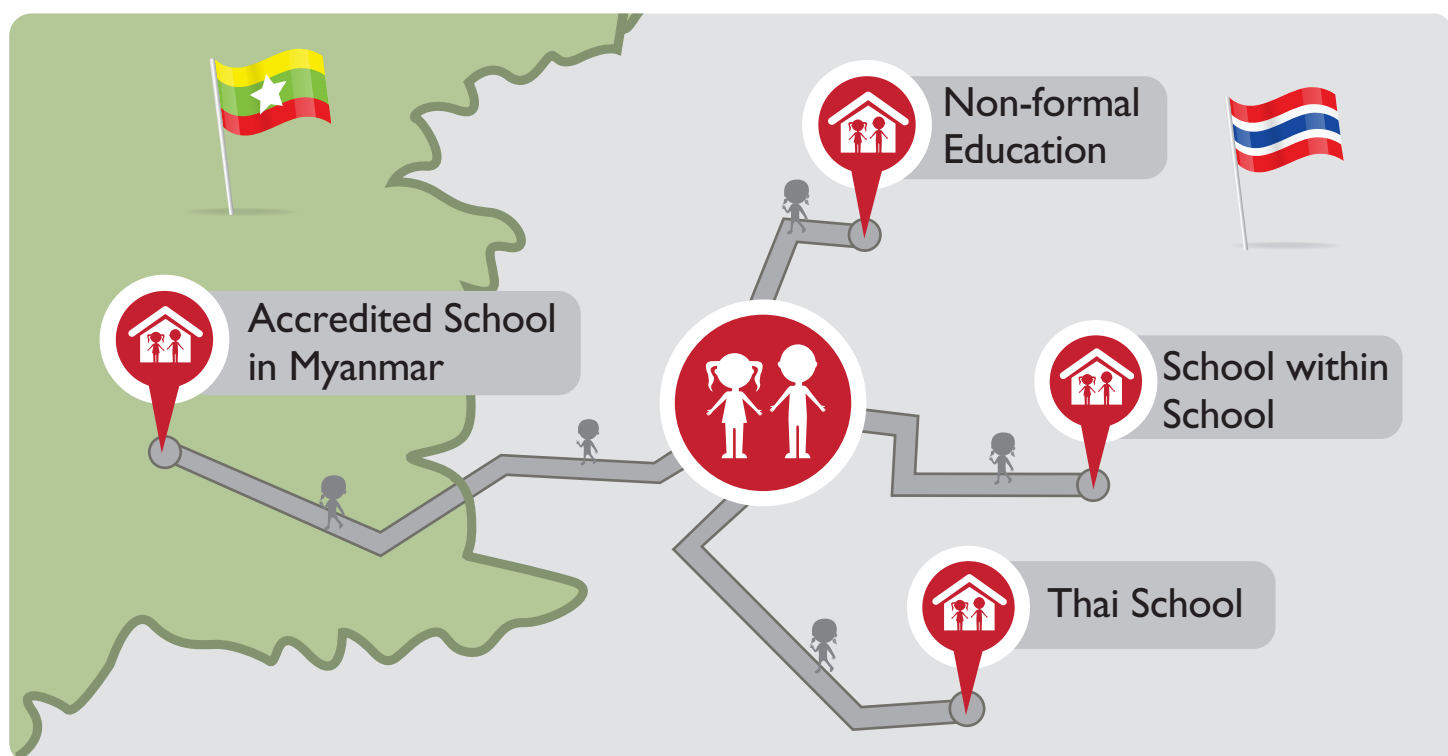 Non-formal
Education
Accredited School
in Myanmar
School within
School
Thai School